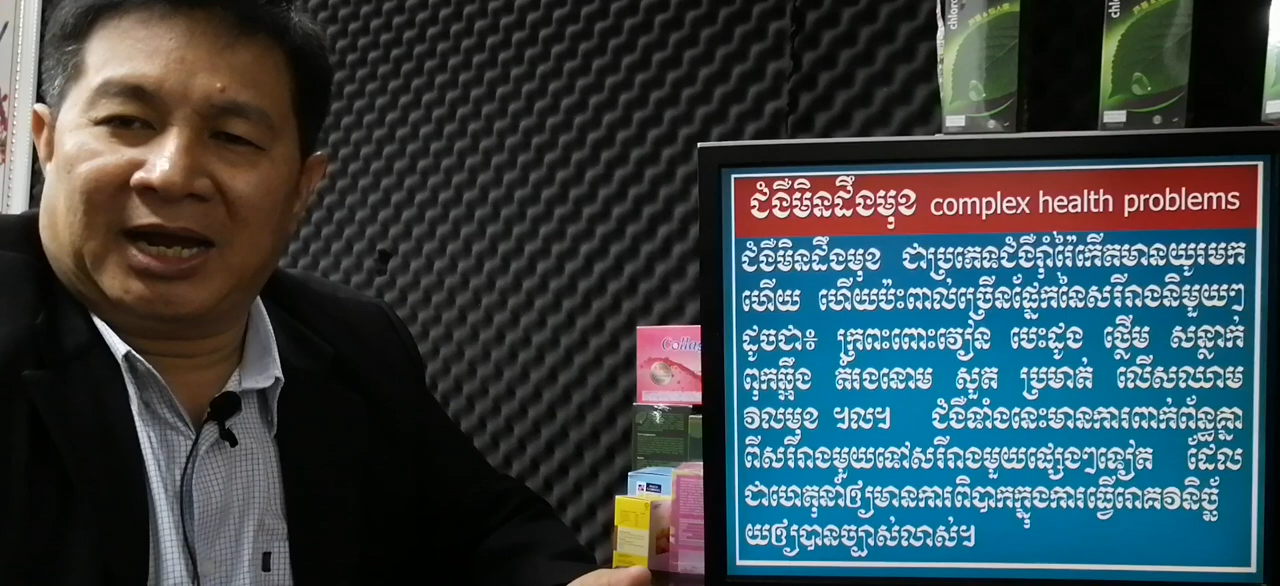 ជំងឺមិនដឹងមុខ complex health problems
ជំងឺមិនដឹងមុខ ជាប្រភេទជំងឺរ៉ាំរ៉ៃកើតមានយូរមក
ហើយ ហើយប៉ះពាល់ច្រើនផ្នែកនៃសរីរាងនិមួយៗ
ដូចជា៖ ក្រពះពោះវៀន បេះដូង ថ្លើម សន្លាក់
ពុកឆ្អឹង តំរងនោម សួត ប្រមាត់ លើសឈាម
វិលមុខ ។ល។ ជំងឺទាំងនេះមានការពាក់ព័ន្ធគ្នា
ពីសរីរាងមួយទៅសរីរាងមួយផ្សេងៗទៀត ដែល
ជាហេតុនាំឲ្យមានការពិបាកក្នុងការធ្វើរោគវិនិច្ឆ័
យឲ្យបានច្បាស់លាស់។